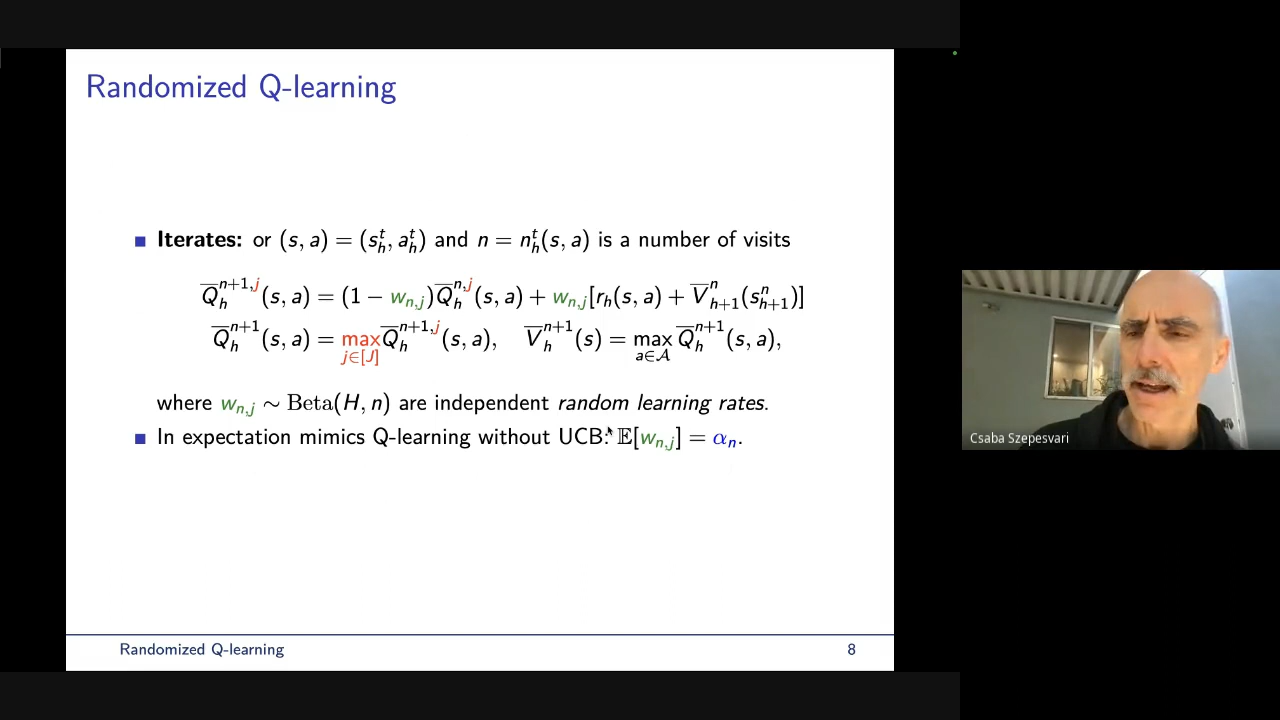 Randomized Q-learning
Iterates: or (s, a) = (s_h^t, a_h^t) and n = n_h^t(s, a) is a number of visits
Q̅_h^{n+1,j}(s, a) = (1 − w_{n,j})Q̅_h^{n,j}(s, a) + w_{n,j}[r_h(s, a) + V̅_{h+1}^n(s_{h+1}^n)]
Q̅_h^{n+1}(s, a) = max_{j∈[J]} Q̅_h^{n+1,j}(s, a), V̅_h^{n+1}(s) = max_{a∈𝒜} Q̅_h^{n+1}(s, a),
where w_{n,j} ∼ Beta(H, n) are independent random learning rates.
In expectation mimics Q-learning without UCB: 𝔼[w_{n,j}] = α_n.
Csaba Szepesvari
Randomized Q-learning 8